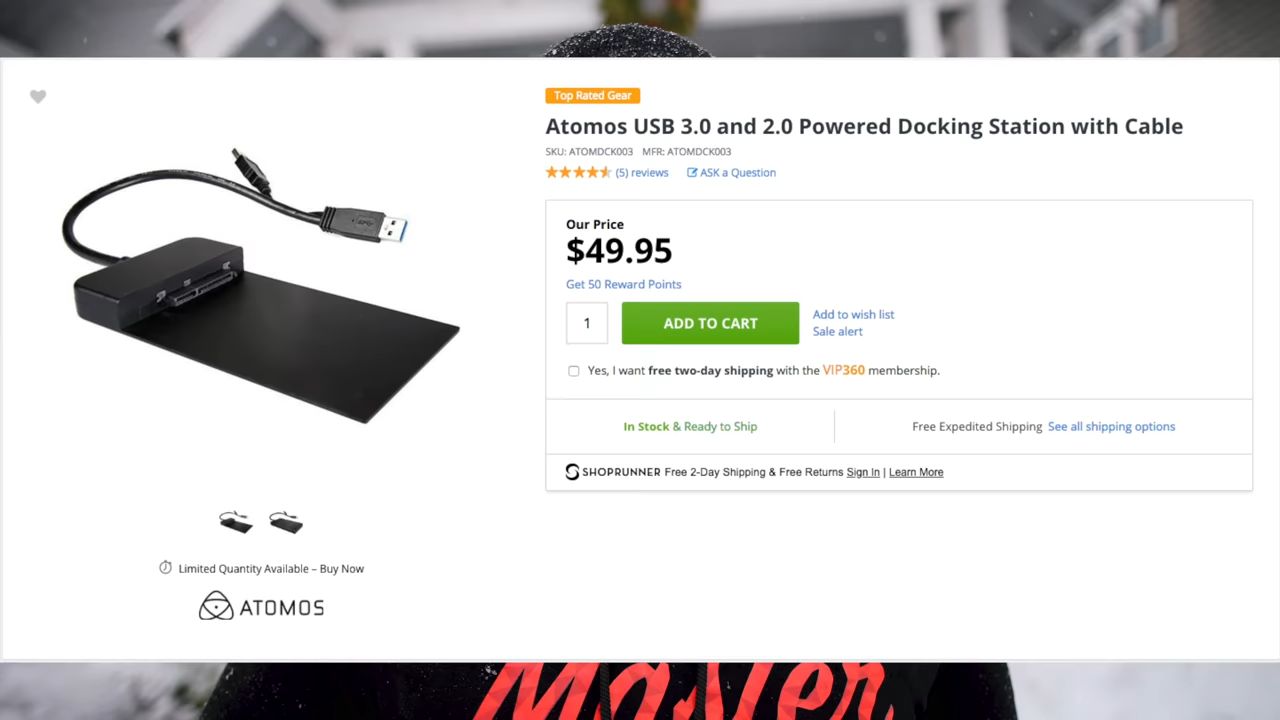 Top Rated Gear
Atomos USB 3.0 and 2.0 Powered Docking Station with Cable
SKU: ATOMDCK003 MFR: ATOMDCK003
(5) reviews ASK a Question
Our Price
$49.95
Get 50 Reward Points
1 ADD TO CART
Add to wish list
Sale alert
Yes, I want free two-day shipping with the VIP360 membership.
In Stock & Ready to Ship
Free Expedited Shipping See all shipping options
SHOPRUNNER Free 2-Day Shipping & Free Returns Sign In | Learn More
Limited Quantity Available – Buy Now
ATOMOS
Master